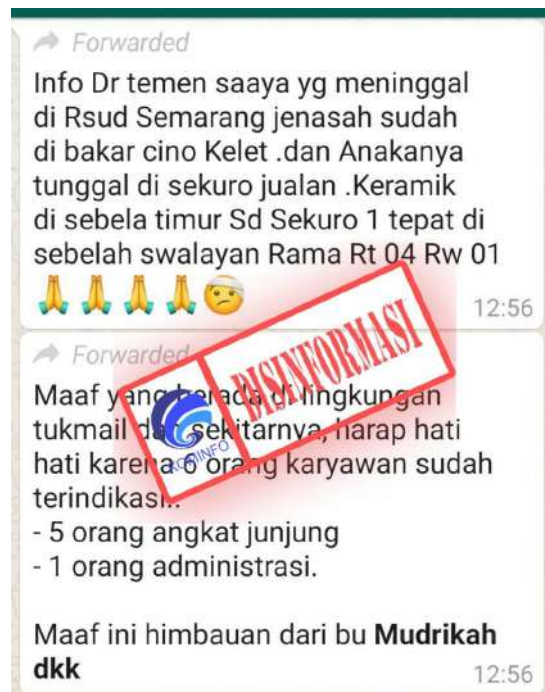 Forwarded
Info Dr temen saaya yg meninggal
di Rsud Semarang jenasah sudah
di bakar cino Kelet .dan Anakanya
tunggal di sekuro jualan .Keramik
di sebela timur Sd Sekuro 1 tepat di
sebelah swalayan Rama Rt 04 Rw 01
🙏🙏🙏🙏🤕
12:56
Forwarded
Maaf yang berada di lingkungan
tukmail dan sekitarnya, harap hati
hati karena 6 orang karyawan sudah
terindikasi..
- 5 orang angkat junjung
- 1 orang administrasi.
Maaf ini himbauan dari bu Mudrikah
dkk
12:56
KOMINFO
DISINFORMASI